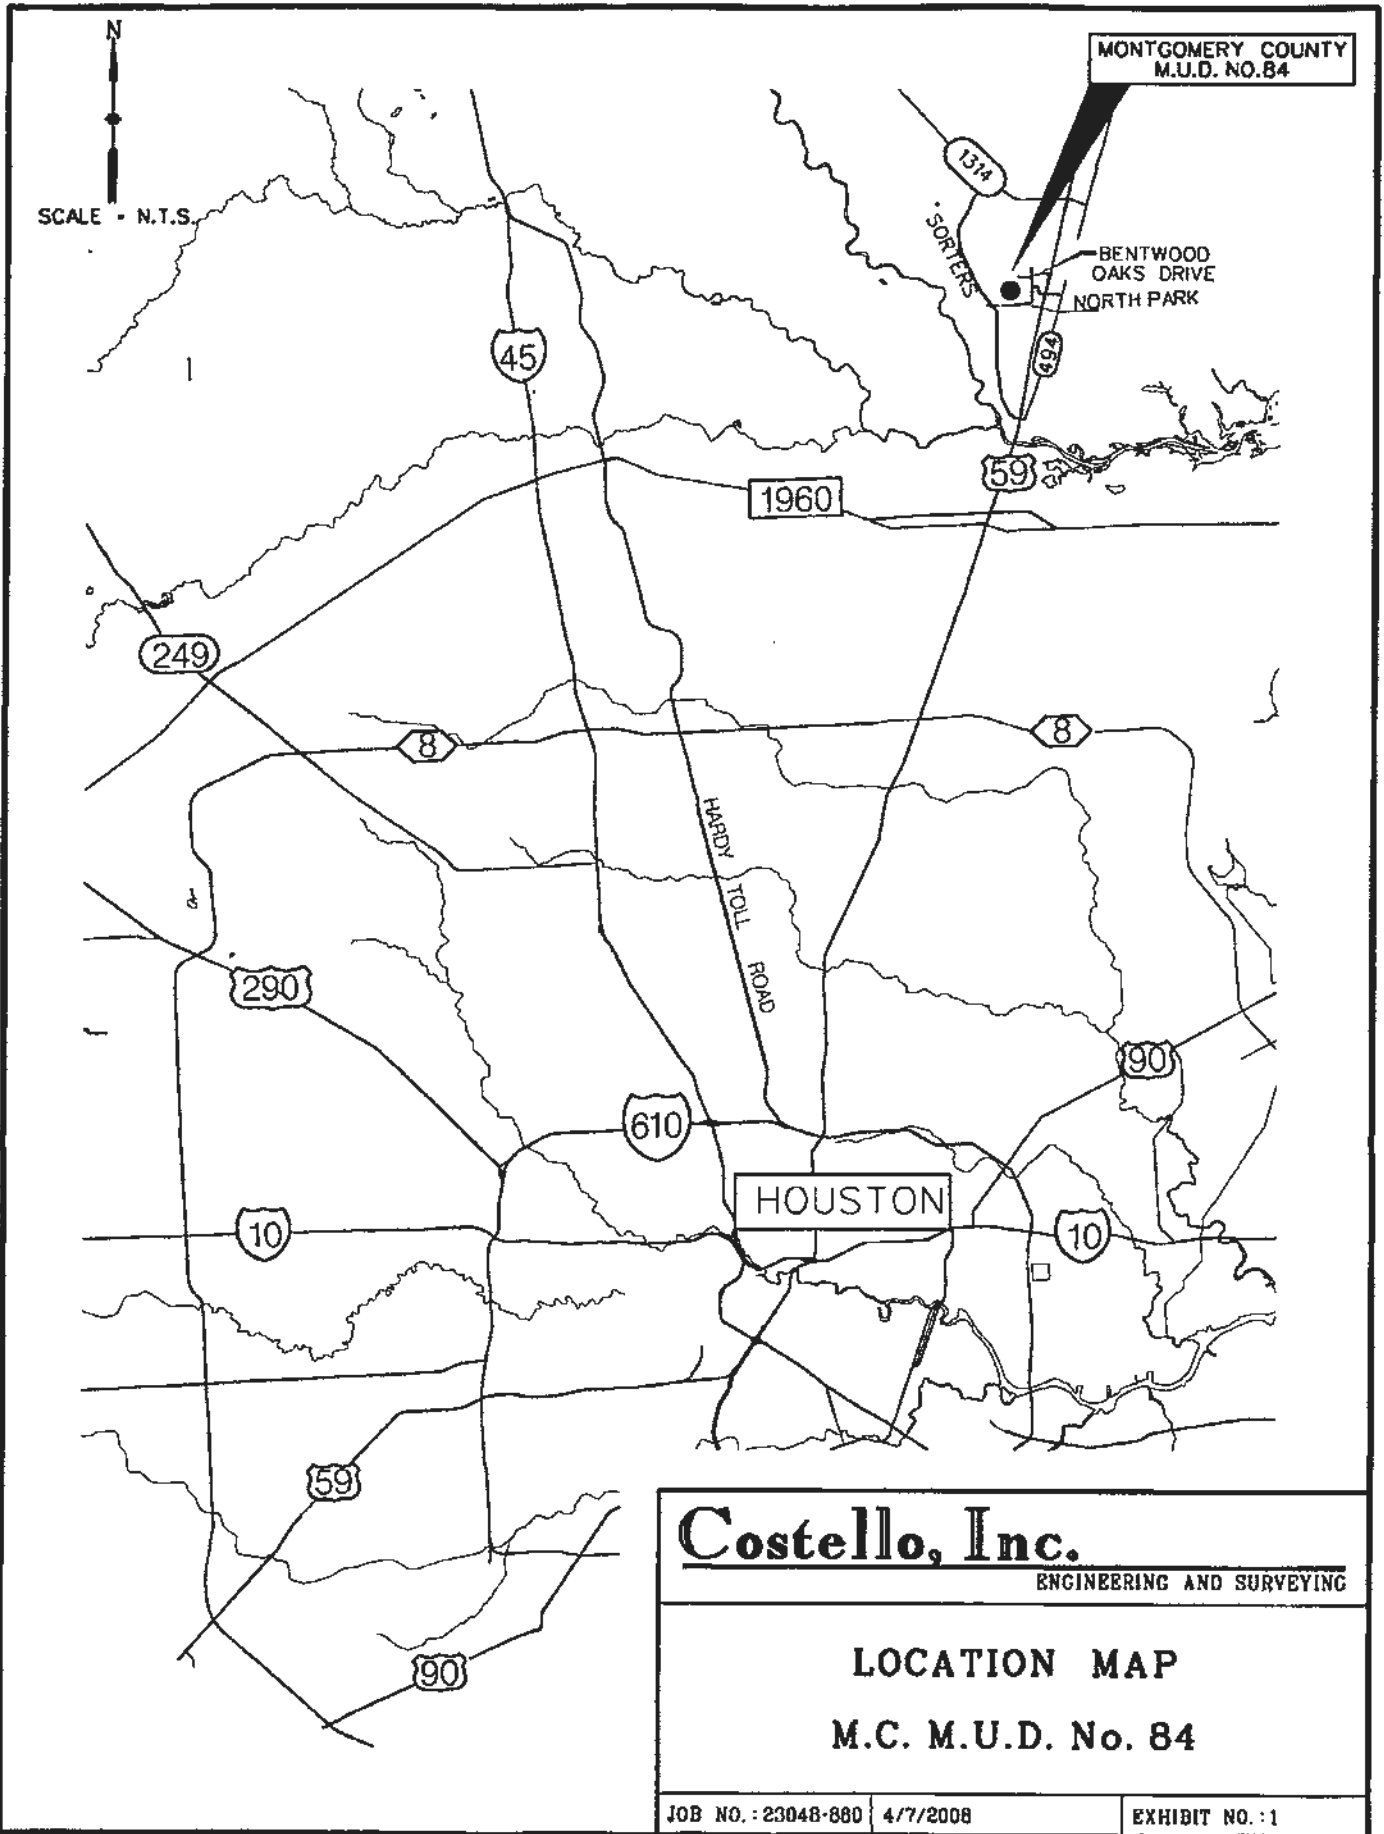 N
MONTGOMERY COUNTY
M.U.D. NO.84
SCALE - N.T.S.
1314
SORTERS
BENTWOOD
OAKS DRIVE
NORTH PARK
45
494
59
1960
249
8
8
HARDY TOLL ROAD
290
90
610
HOUSTON
10
10
59
90
Costello, Inc.
ENGINEERING AND SURVEYING
LOCATION MAP
M.C. M.U.D. No. 84
JOB NO.: 23048-880 4/7/2008 EXHIBIT NO.:1